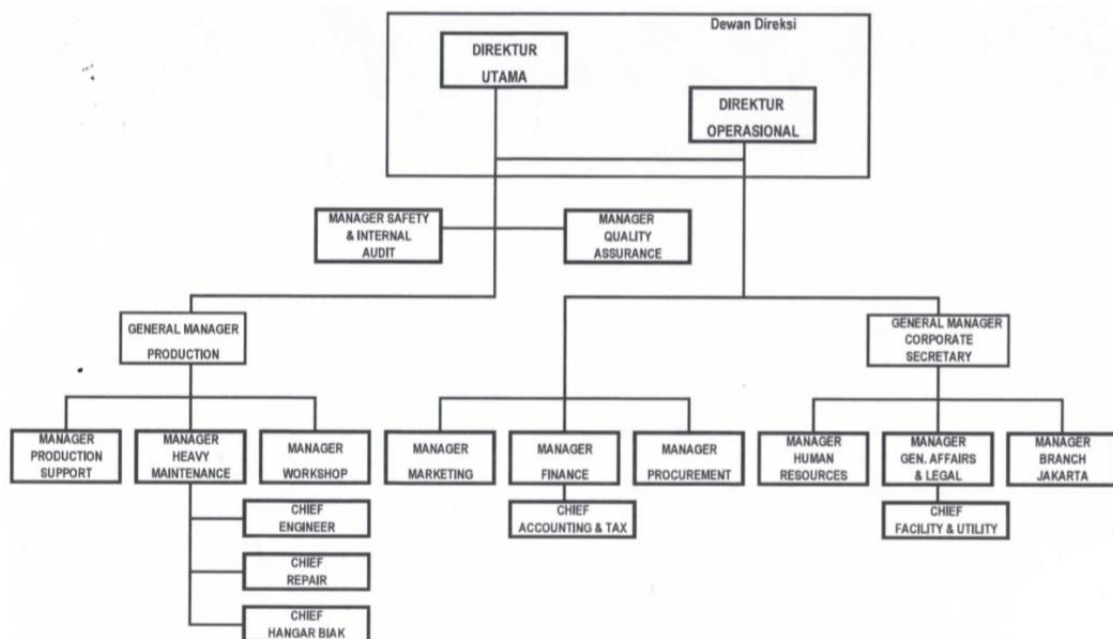 Dewan Direksi
DIREKTUR
UTAMA
DIREKTUR
OPERASIONAL
MANAGER SAFETY
& INTERNAL
AUDIT
MANAGER
QUALITY
ASSURANCE
GENERAL MANAGER
PRODUCTION
GENERAL MANAGER
CORPORATE
SECRETARY
MANAGER
PRODUCTION
SUPPORT
MANAGER
HEAVY
MAINTENANCE
MANAGER
WORKSHOP
MANAGER
MARKETING
MANAGER
FINANCE
MANAGER
PROCUREMENT
MANAGER
HUMAN
RESOURCES
MANAGER
GEN. AFFAIRS
& LEGAL
MANAGER
BRANCH
JAKARTA
CHIEF
ENGINEER
CHIEF
REPAIR
CHIEF
HANGAR BIAK
CHIEF
ACCOUNTING & TAX
CHIEF
FACILITY & UTILITY